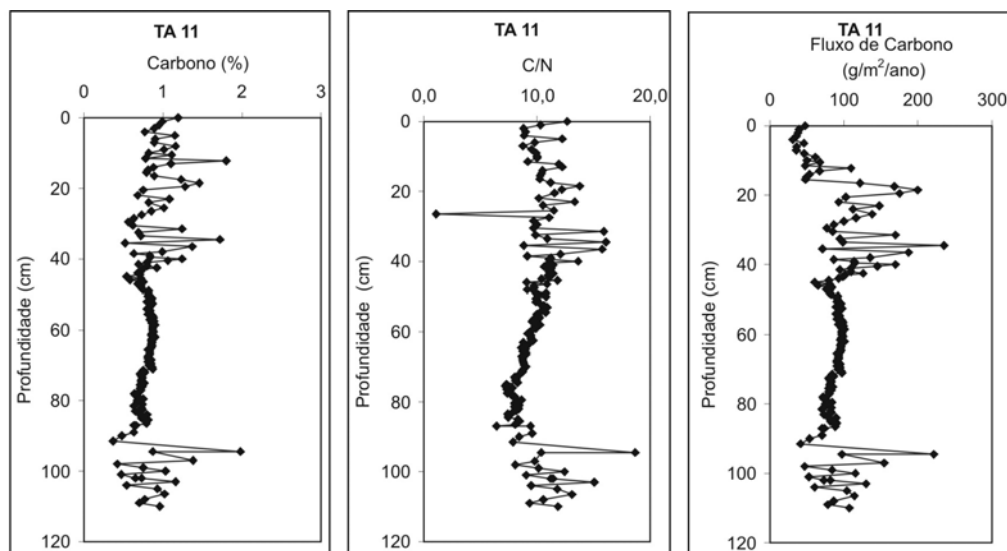 TA 11
Carbono (%)
0 1 2 3
0
20
40
60
80
100
120
Profundidade (cm)
TA 11
C/N
0,0 10,0 20,0
0
20
40
60
80
100
120
Profundidade (cm)
TA 11
Fluxo de Carbono
(g/m²/ano)
0 100 200 300
0
20
40
60
80
100
120
Profundidade (cm)